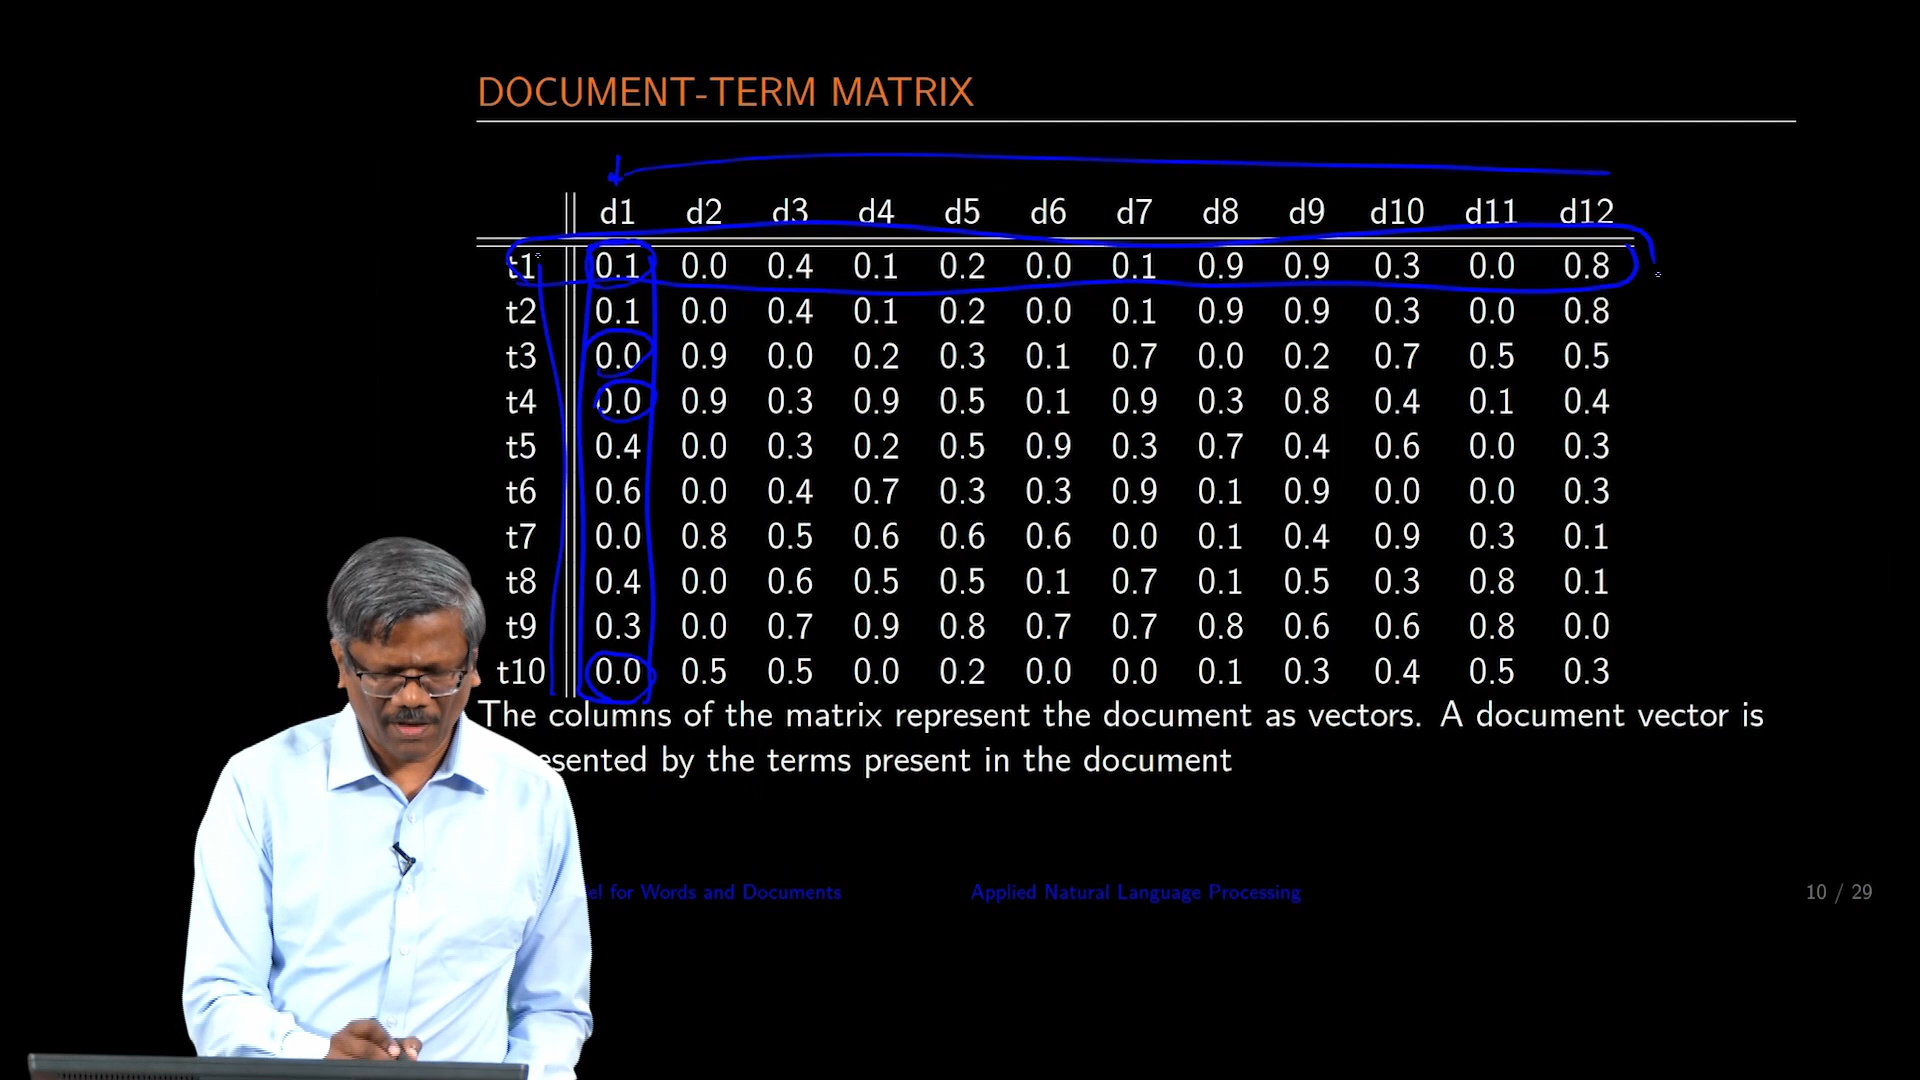 DOCUMENT-TERM MATRIX
d1 d2 d3 d4 d5 d6 d7 d8 d9 d10 d11 d12
t1 0.1 0.0 0.4 0.1 0.2 0.0 0.1 0.9 0.9 0.3 0.0 0.8
t2 0.1 0.0 0.4 0.1 0.2 0.0 0.1 0.9 0.9 0.3 0.0 0.8
t3 0.0 0.9 0.0 0.2 0.3 0.1 0.7 0.0 0.2 0.7 0.5 0.5
t4 0.0 0.9 0.3 0.9 0.5 0.1 0.9 0.3 0.8 0.4 0.1 0.4
t5 0.4 0.0 0.3 0.2 0.5 0.9 0.3 0.7 0.4 0.6 0.0 0.3
t6 0.6 0.0 0.4 0.7 0.3 0.3 0.9 0.1 0.9 0.0 0.0 0.3
t7 0.0 0.8 0.5 0.6 0.6 0.6 0.0 0.1 0.4 0.9 0.3 0.1
t8 0.4 0.0 0.6 0.5 0.5 0.1 0.7 0.1 0.5 0.3 0.8 0.1
t9 0.3 0.0 0.7 0.9 0.8 0.7 0.7 0.8 0.6 0.6 0.8 0.0
t10 0.0 0.5 0.5 0.0 0.2 0.0 0.0 0.1 0.3 0.4 0.5 0.3
The columns of the matrix represent the document as vectors. A document vector is
by the terms present in the document
for Words and Documents Applied Natural Language Processing 10 / 29